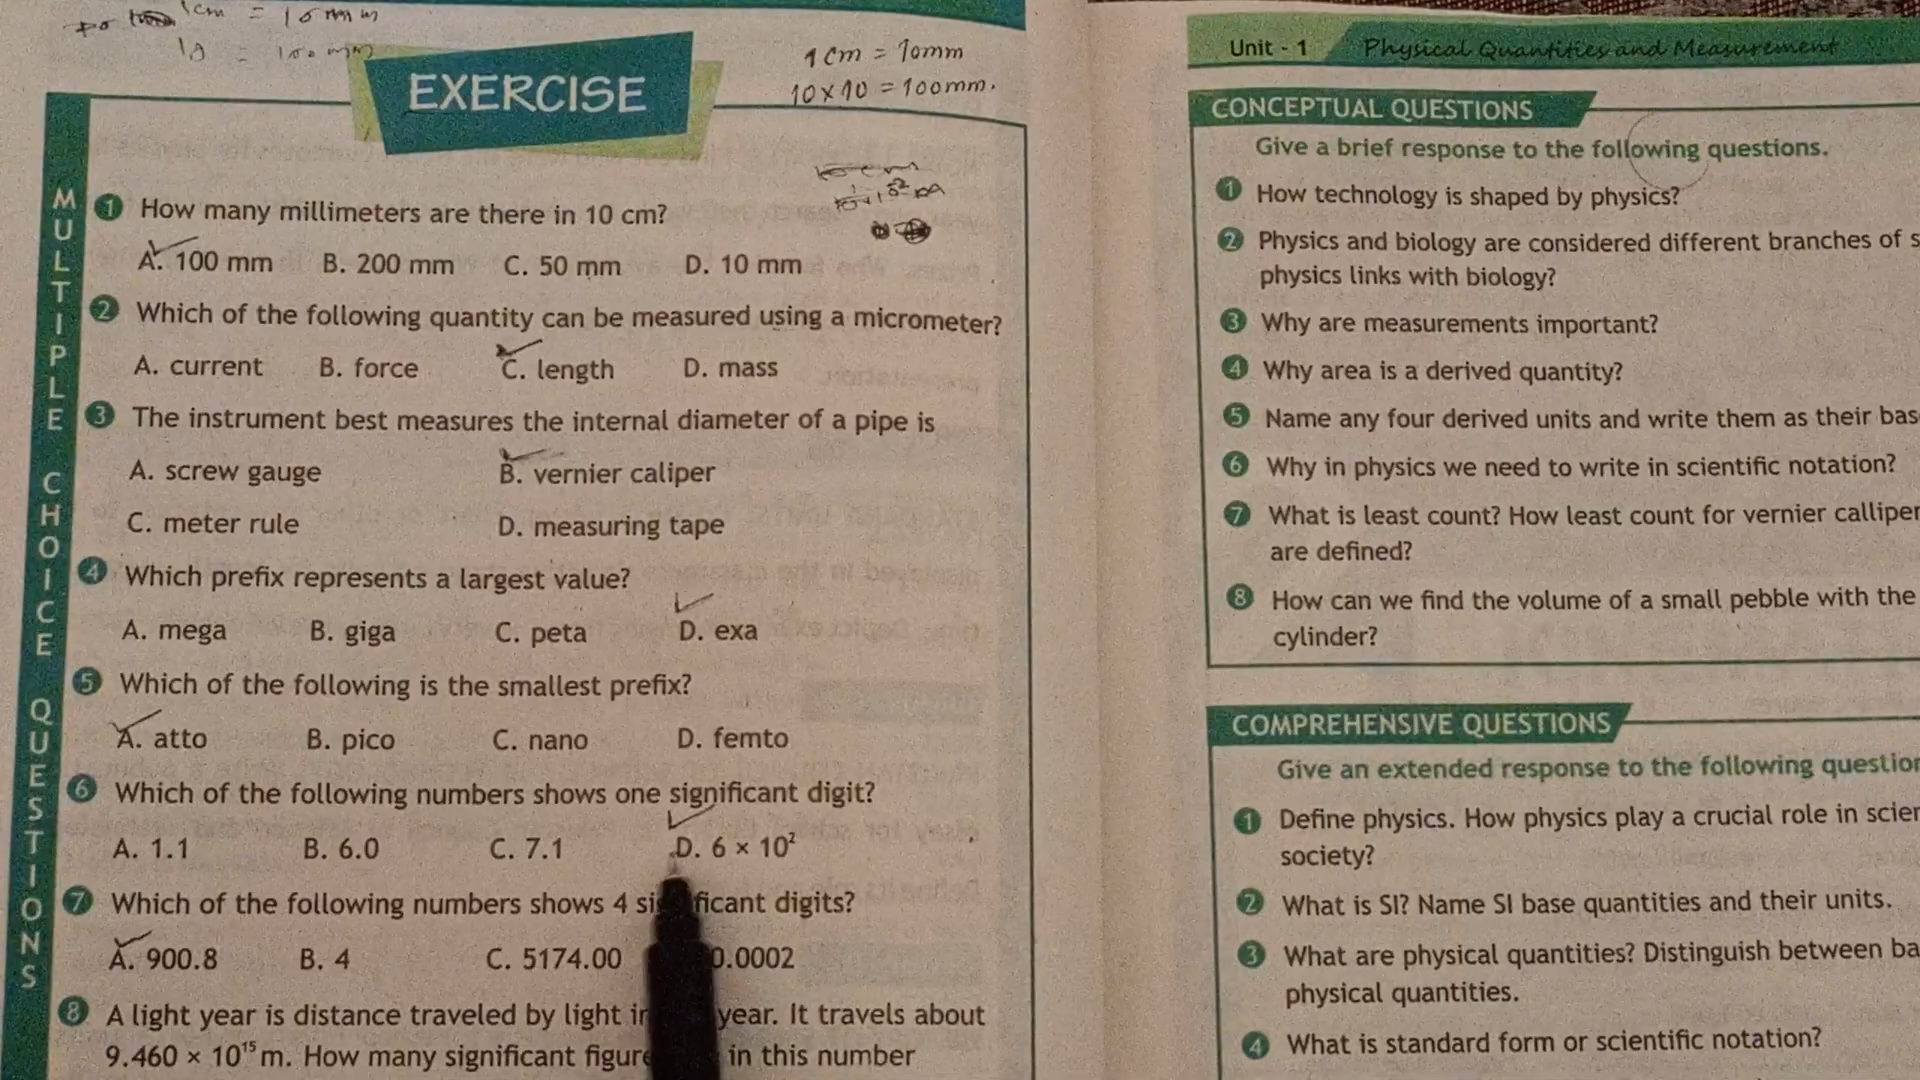 1cm = 10 mm
= 100 mm
1cm = 10mm
10×10 = 100mm.
EXERCISE
MULTIPLE CHOICE QUESTIONS
1 How many millimeters are there in 10 cm?
A. 100 mm B. 200 mm C. 50 mm D. 10 mm
2 Which of the following quantity can be measured using a micrometer?
A. current B. force C. length D. mass
3 The instrument best measures the internal diameter of a pipe is
A. screw gauge B. vernier caliper
C. meter rule D. measuring tape
4 Which prefix represents a largest value?
A. mega B. giga C. peta D. exa
5 Which of the following is the smallest prefix?
A. atto B. pico C. nano D. femto
6 Which of the following numbers shows one significant digit?
A. 1.1 B. 6.0 C. 7.1 D. 6 × 10²
7 Which of the following numbers shows 4 significant digits?
A. 900.8 B. 4 C. 5174.00 0.0002
8 A light year is distance traveled by light in year. It travels about
9.460 × 10¹⁵ m. How many significant figure in this number
Unit - 1 Physical Quantities and Measurement
CONCEPTUAL QUESTIONS
Give a brief response to the following questions.
1 How technology is shaped by physics?
2 Physics and biology are considered different branches of s
physics links with biology?
3 Why are measurements important?
4 Why area is a derived quantity?
5 Name any four derived units and write them as their bas
6 Why in physics we need to write in scientific notation?
7 What is least count? How least count for vernier calliper
are defined?
8 How can we find the volume of a small pebble with the
cylinder?
COMPREHENSIVE QUESTIONS
Give an extended response to the following question
1 Define physics. How physics play a crucial role in scien
society?
2 What is SI? Name SI base quantities and their units.
3 What are physical quantities? Distinguish between ba
physical quantities.
4 What is standard form or scientific notation?